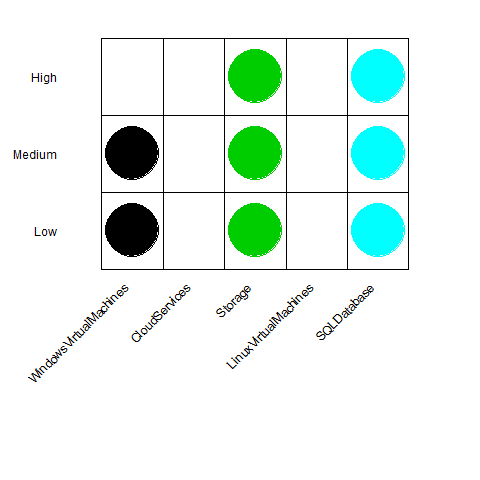 High
Medium
Low
WindowsVirtualMachines
CloudServices
Storage
LinuxVirtualMachines
SQLDatabase